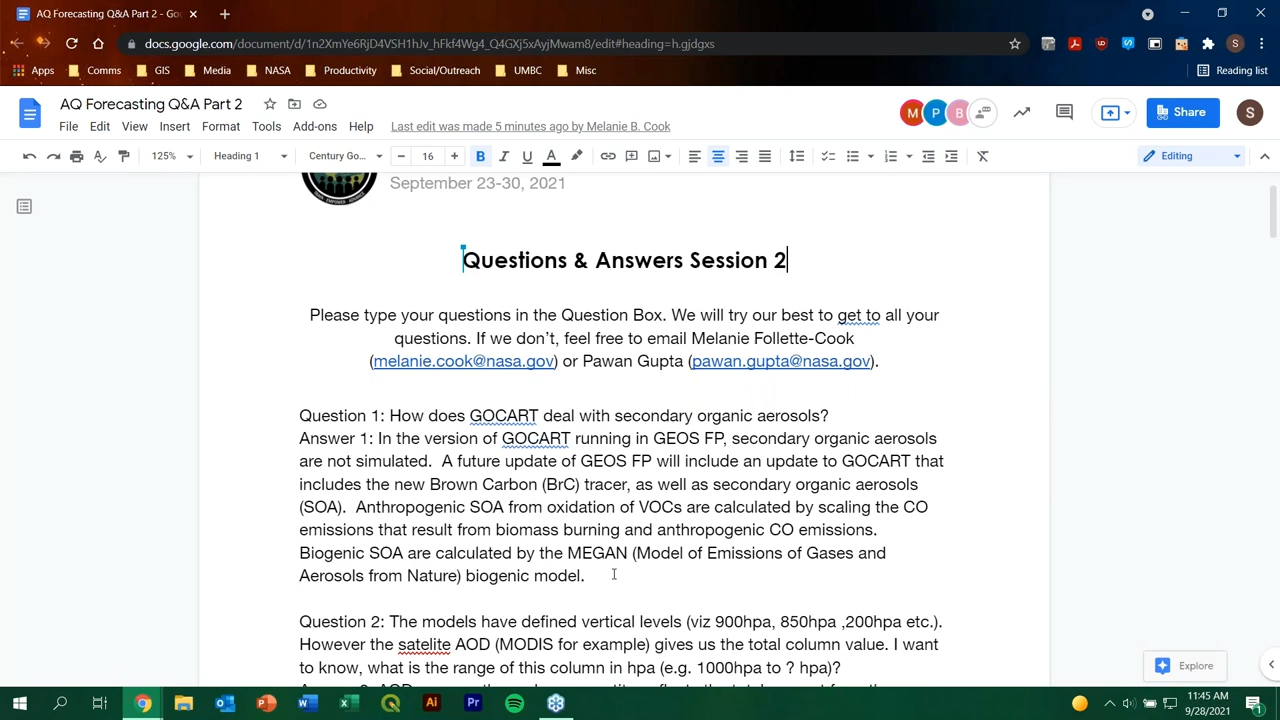 AQ Forecasting Q&A Part 2 -
docs.google.com/document/d/1n2XmYe6RjD4VSH1hJv_hFkf4Wg4_Q4GXj5xAyjMwam8/edit#heading=h.gjdgxs
S
Apps Comms GIS Media NASA Productivity Social/Outreach UMBC Misc Reading list
AQ Forecasting Q&A Part 2
M P B
Share
S
File Edit View Insert Format Tools Add-ons Help Last edit was made 5 minutes ago by Melanie B. Cook
125% Heading 1 Century Go... 16 B I U A Editing
September 23-30, 2021
Questions & Answers Session 2
Please type your questions in the Question Box. We will try our best to get to all your
questions. If we don't, feel free to email Melanie Follette-Cook
(melanie.cook@nasa.gov) or Pawan Gupta (pawan.gupta@nasa.gov).
Question 1: How does GOCART deal with secondary organic aerosols?
Answer 1: In the version of GOCART running in GEOS FP, secondary organic aerosols
are not simulated. A future update of GEOS FP will include an update to GOCART that
includes the new Brown Carbon (BrC) tracer, as well as secondary organic aerosols
(SOA). Anthropogenic SOA from oxidation of VOCs are calculated by scaling the CO
emissions that result from biomass burning and anthropogenic CO emissions.
Biogenic SOA are calculated by the MEGAN (Model of Emissions of Gases and
Aerosols from Nature) biogenic model.
Question 2: The models have defined vertical levels (viz 900hpa, 850hpa ,200hpa etc.).
However the satelite AOD (MODIS for example) gives us the total column value. I want
to know, what is the range of this column in hpa (e.g. 1000hpa to ? hpa)?
Explore
11:45 AM
9/28/2021